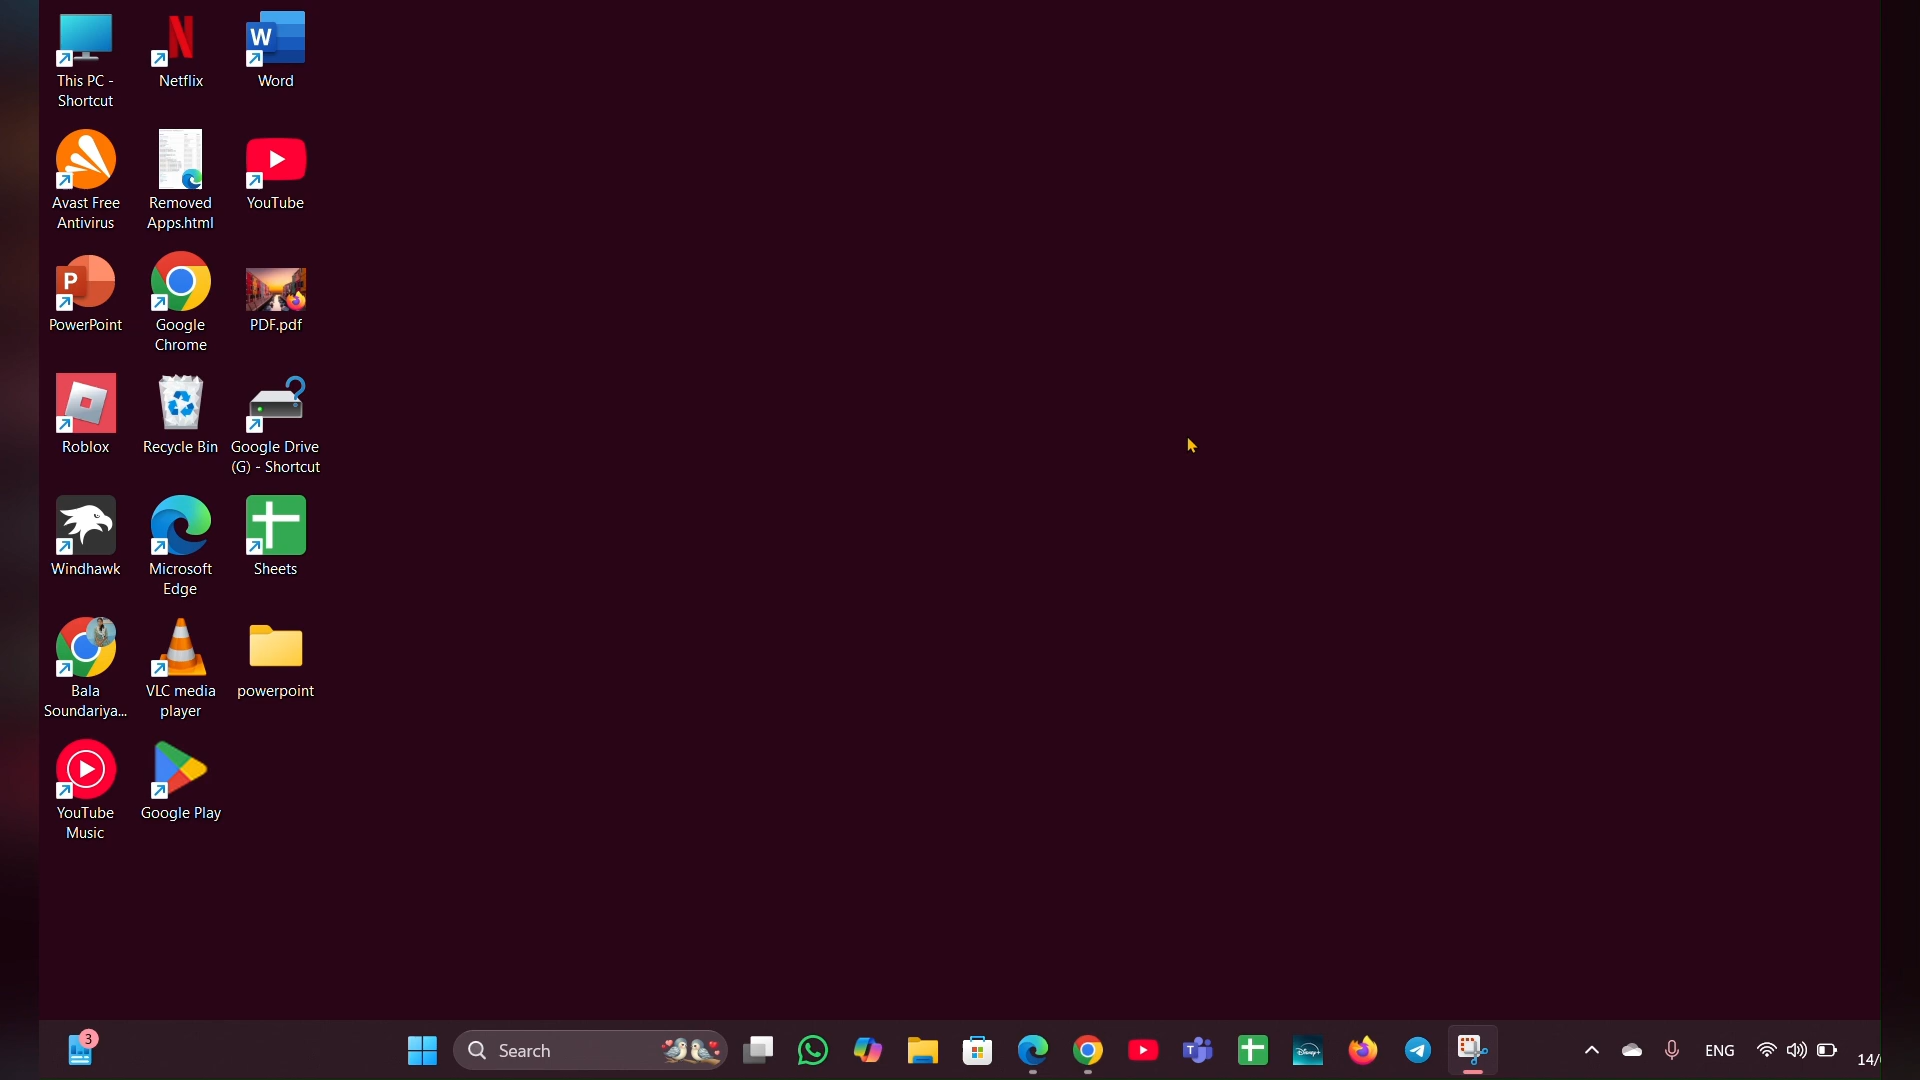 This PC -
Shortcut
Netflix
Word
Avast Free
Antivirus
Removed
Apps.html
YouTube
PowerPoint
Google
Chrome
PDF.pdf
Roblox
Recycle Bin
Google Drive
(G) - Shortcut
Windhawk
Microsoft
Edge
Sheets
Bala
Soundariya...
VLC media
player
powerpoint
YouTube
Music
Google Play
3
Search
ENG
14/